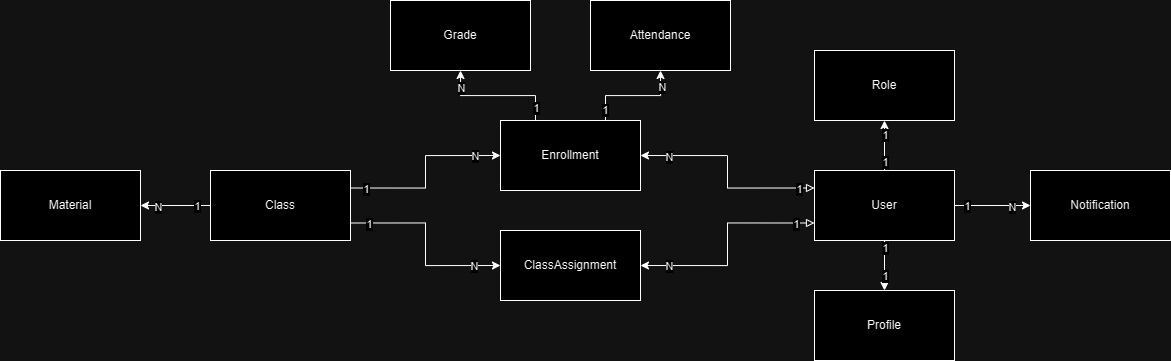 Grade
Attendance
Role
N
N
1
1
1
1
Enrollment
N
N
Material
Class
User
Notification
1
1
N
1
1
N
1
1
1
ClassAssignment
N
N
1
Profile